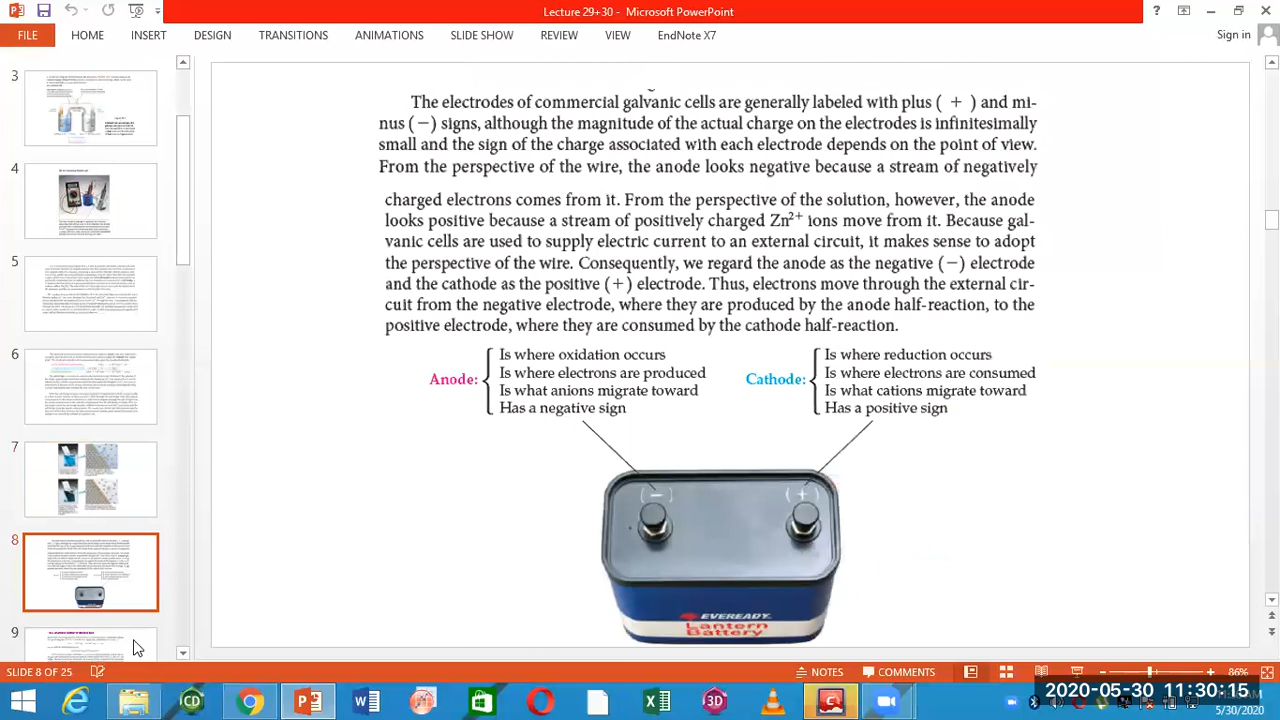 Lecture 29+30 - Microsoft PowerPoint
FILE HOME INSERT DESIGN TRANSITIONS ANIMATIONS SLIDE SHOW REVIEW VIEW EndNote X7 Sign in
The electrodes of commercial galvanic cells are generally labeled with plus (+) and mi-
nus (−) signs, although the magnitude of the actual charge on the electrodes is infinitesimally
small and the sign of the charge associated with each electrode depends on the point of view.
From the perspective of the wire, the anode looks negative because a stream of negatively
charged electrons comes from it. From the perspective of the solution, however, the anode
looks positive because a stream of positively charged
moves from it. Because gal-
vanic cells are used to supply electric current to an external circuit, it makes sense to adopt
the perspective of the wire. Consequently, we regard the anode as the negative (−) electrode
and the cathode as the positive (+) electrode. Thus, electrons move through the external cir-
cuit from the negative electrode, where they are produced by the anode half-reaction, to the
positive electrode, where they are consumed by the cathode half-reaction.
Anode:
Is where oxidation occurs
Is where electrons are produced
Is what anions migrate toward
Has a negative sign
Cathode:
Is where reduction occurs
Is where electrons are consumed
Is what cations migrate toward
Has a positive sign
− +
EVEREADY
Lantern
Battery
3
4
5
6
7
8
9
SLIDE 8 OF 25 NOTES COMMENTS 86%
2020-05-30 11:30:15
5/30/2020